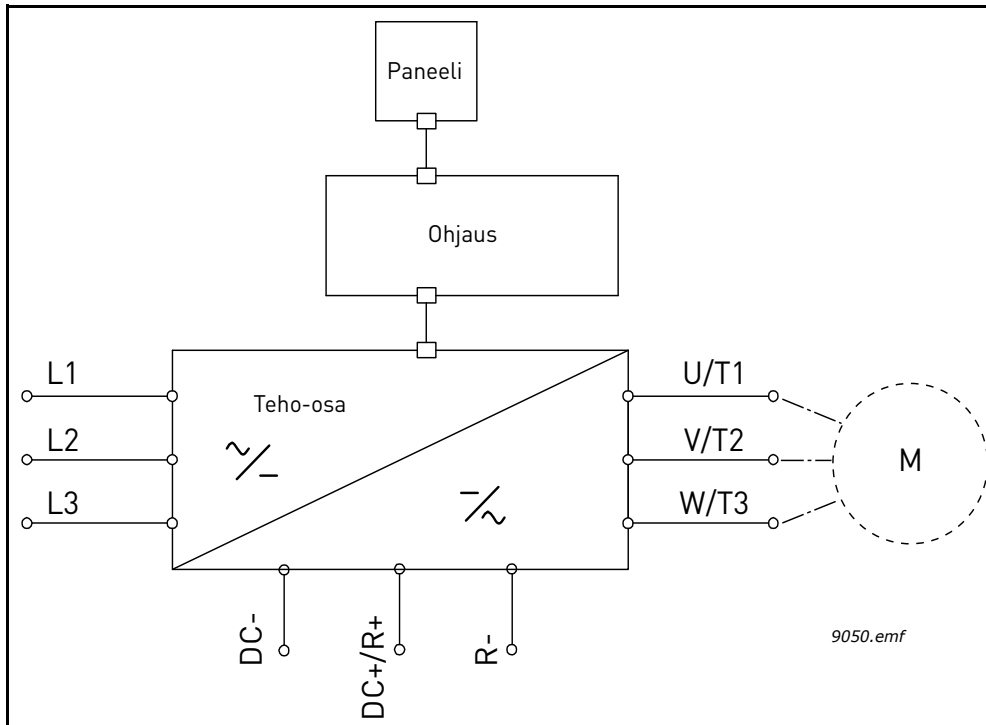 Paneeli
Ohjaus
Teho-osa
L1
L2
L3
U/T1
V/T2
W/T3
M
DC-
DC+/R+
R-
9050.emf